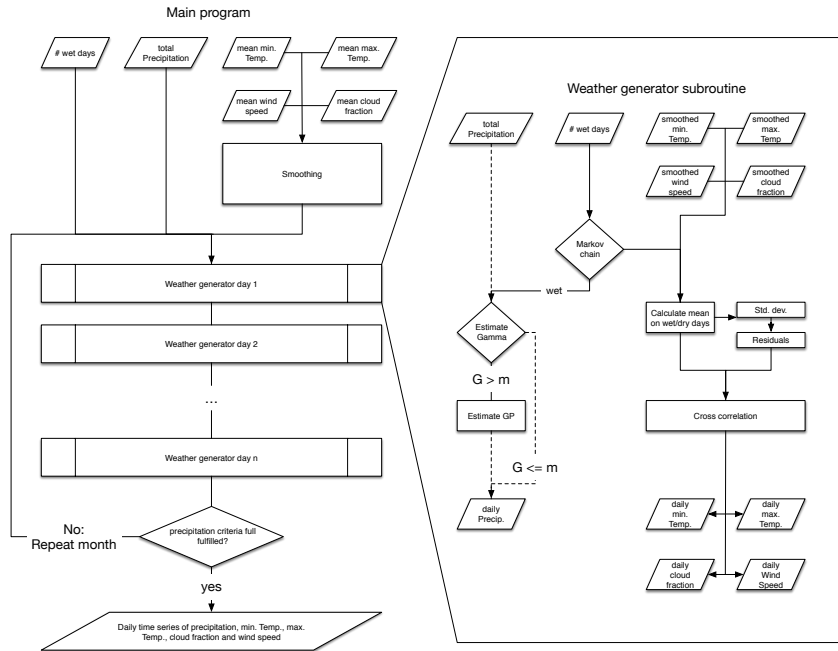 Main program
# wet days
total
Precipitation
mean min.
Temp.
mean max.
Temp.
mean wind
speed
mean cloud
fraction
Smoothing
Weather generator day 1
Weather generator day 2
...
Weather generator day n
No:
Repeat month
precipitation criteria full
fulfilled?
yes
Daily time series of precipitation, min. Temp., max.
Temp., cloud fraction and wind speed
Weather generator subroutine
total
Precipitation
# wet days
smoothed
min.
Temp.
smoothed
max.
Temp
smoothed
wind
speed
smoothed
cloud
fraction
Markov
chain
wet
Estimate
Gamma
Calculate mean
on wet/dry days
Std. dev.
Residuals
G > m
Estimate GP
Cross correlation
G <= m
daily
Precip.
daily
min.
Temp.
daily
max.
Temp.
daily
cloud
fraction
daily
Wind
Speed